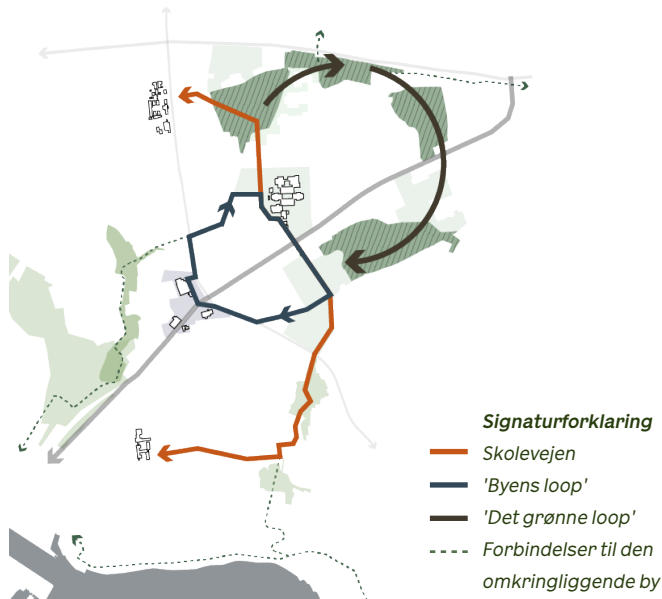 Signaturforklaring
Skolevejen
'Byens loop'
'Det grønne loop'
Forbindelser til den
omkringliggende by